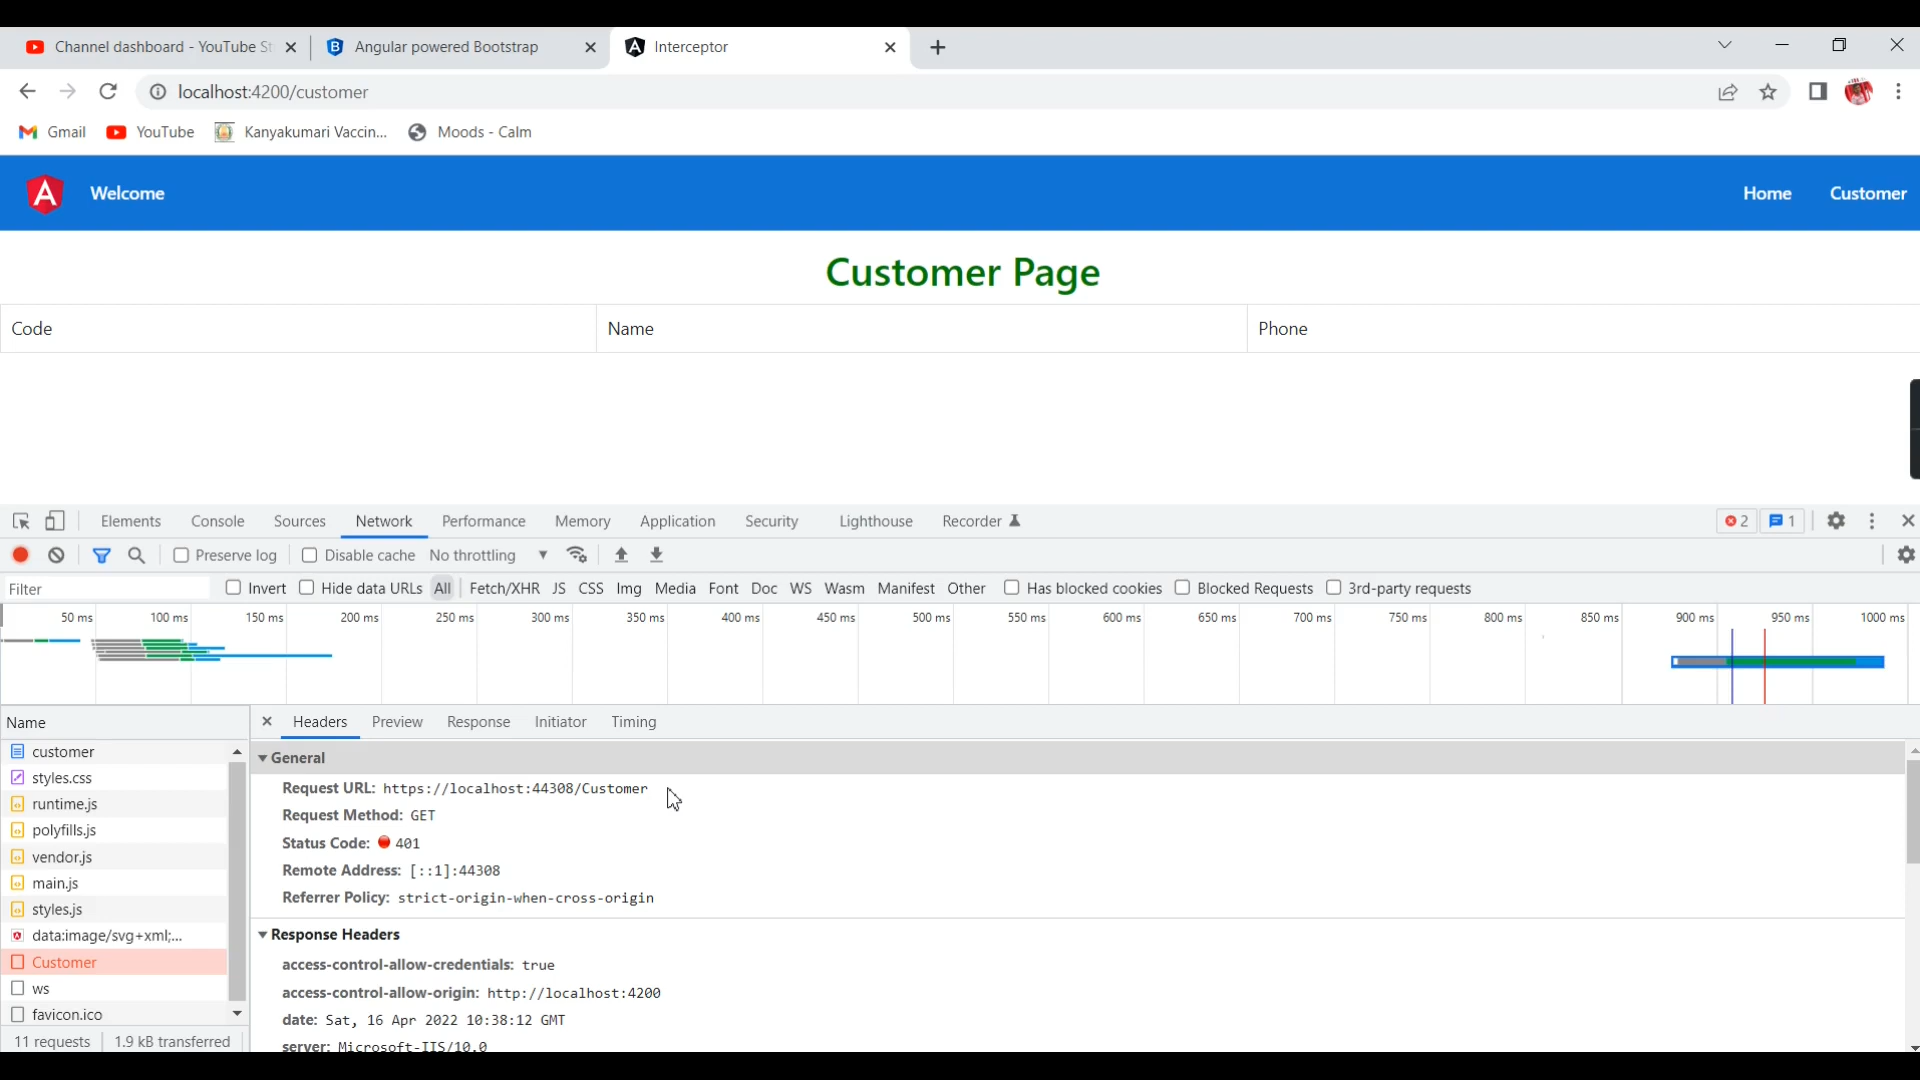 Channel dashboard - YouTube St
Angular powered Bootstrap
Interceptor
localhost:4200/customer
Gmail
YouTube
Kanyakumari Vaccin...
Moods - Calm
Welcome
Home
Customer
Customer Page
Code
Name
Phone
Elements
Console
Sources
Network
Performance
Memory
Application
Security
Lighthouse
Recorder
2
1
Preserve log
Disable cache
No throttling
Filter
Invert
Hide data URLs
All
Fetch/XHR
JS
CSS
Img
Media
Font
Doc
WS
Wasm
Manifest
Other
Has blocked cookies
Blocked Requests
3rd-party requests
50 ms
100 ms
150 ms
200 ms
250 ms
300 ms
350 ms
400 ms
450 ms
500 ms
550 ms
600 ms
650 ms
700 ms
750 ms
800 ms
850 ms
900 ms
950 ms
1000 ms
Name
customer
styles.css
runtime.js
polyfills.js
vendor.js
main.js
styles.js
data:image/svg+xml;...
Customer
ws
favicon.ico
11 requests
1.9 kB transferred
Headers
Preview
Response
Initiator
Timing
General
Request URL: https://localhost:44308/Customer
Request Method: GET
Status Code: 401
Remote Address: [::1]:44308
Referrer Policy: strict-origin-when-cross-origin
Response Headers
access-control-allow-credentials: true
access-control-allow-origin: http://localhost:4200
date: Sat, 16 Apr 2022 10:38:12 GMT
server: Microsoft-IIS/10.0